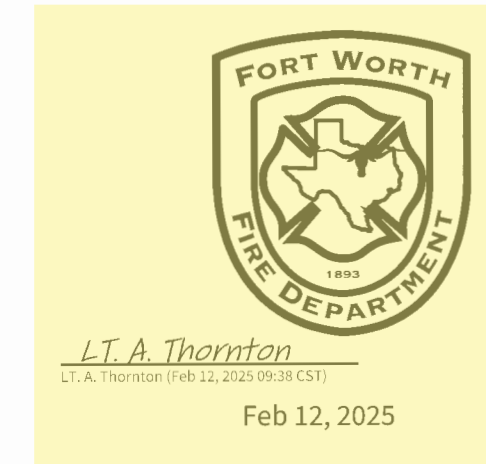 FORT WORTH
1893
FIRE DEPARTMENT
LT. A. Thornton
LT. A. Thornton (Feb 12, 2025 09:38 CST)
Feb 12, 2025